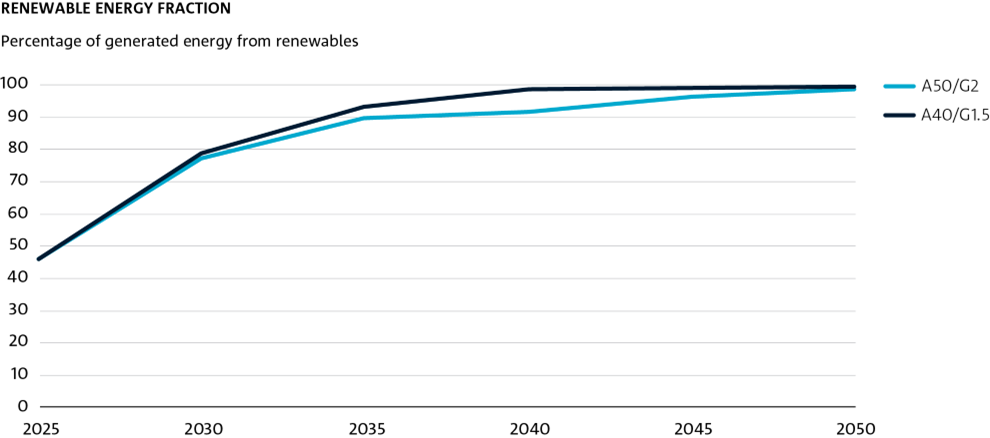 RENEWABLE ENERGY FRACTION
Percentage of generated energy from renewables
100
90
80
70
60
50
40
30
20
10
0
2025 2030 2035 2040 2045 2050
A50/G2
A40/G1.5